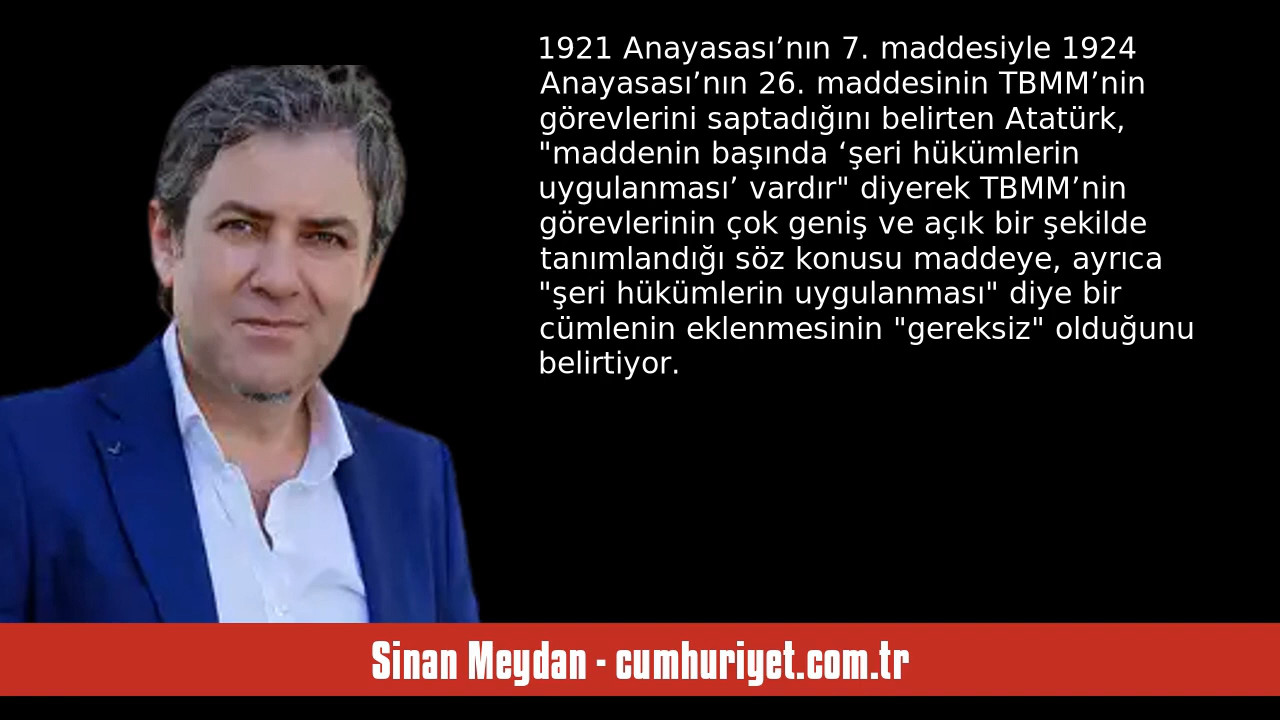 1921 Anayasası’nın 7. maddesiyle 1924
Anayasası’nın 26. maddesinin TBMM’nin
görevlerini saptadığını belirten Atatürk,
"maddenin başında ‘şeri hükümlerin
uygulanması’ vardır" diyerek TBMM’nin
görevlerinin çok geniş ve açık bir şekilde
tanımlandığı söz konusu maddeye, ayrıca
"şeri hükümlerin uygulanması" diye bir
cümlenin eklenmesinin "gereksiz" olduğunu
belirtiyor.
Sinan Meydan - cumhuriyet.com.tr